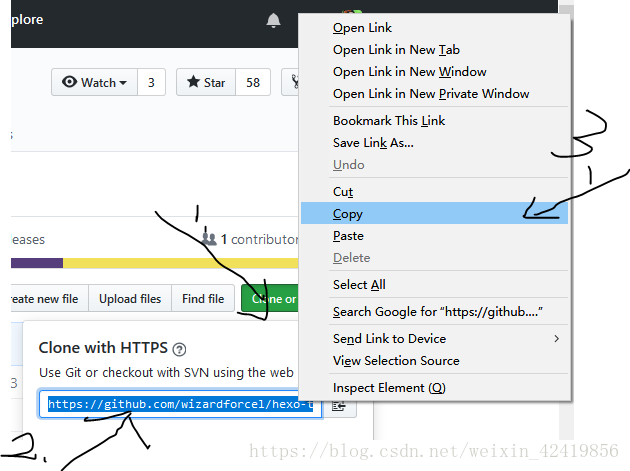 plore
Watch 3 Star 58
Open Link
Open Link in New Tab
Open Link in New Window
Open Link in New Private Window
Bookmark This Link
Save Link As...
Undo
3
1
Cut
Copy
Paste
Delete
Select All
Search Google for “https://github....”
Send Link to Device
View Selection Source
Inspect Element (Q)
1
eases 1 contributor
reate new file Upload files Find file Clone or
Clone with HTTPS ?
Use Git or checkout with SVN using the web
3
https://github.com/wizardforcel/hexo-t
2.
https://blog.csdn.net/weixin_42419856